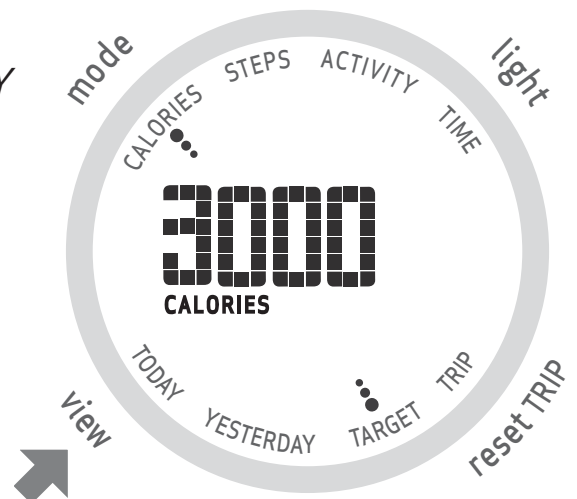 Y
mode
light
CALORIES
STEPS
ACTIVITY
TIME
3000
CALORIES
TODAY
YESTERDAY
TARGET
TRIP
view
reset TRIP